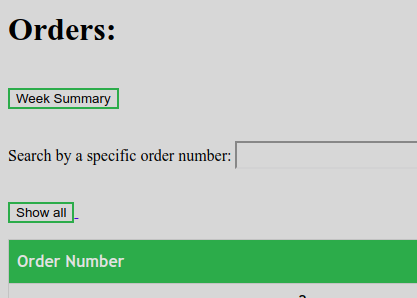 Orders:
Week Summary
Search by a specific order number:
Show all
Order Number